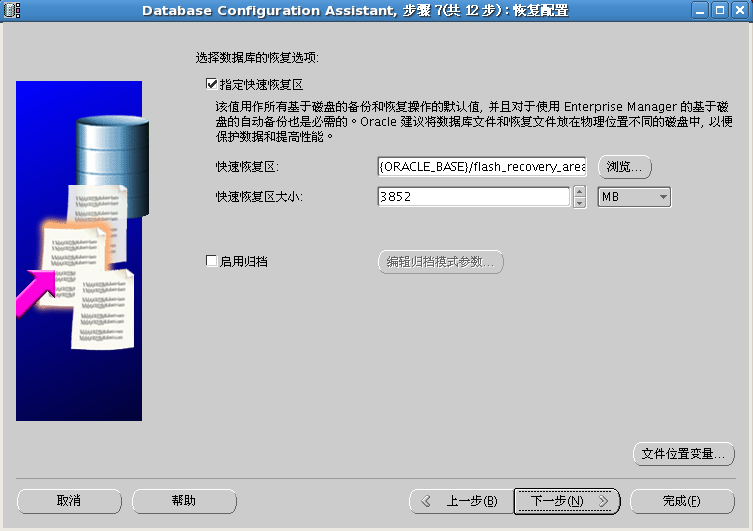 Database Configuration Assistant, 步骤 7(共 12 步) : 恢复配置
选择数据库的恢复选项:
指定快速恢复区
该值用作所有基于磁盘的备份和恢复操作的默认值, 并且对于使用 Enterprise Manager 的基于磁
盘的自动备份也是必需的。Oracle 建议将数据库文件和恢复文件放在物理位置不同的磁盘中, 以便
保护数据和提高性能。
快速恢复区: {ORACLE_BASE}/flash_recovery_area 浏览...
快速恢复区大小: 3852 MB
启用归档 编辑归档模式参数...
文件位置变量...
取消 帮助 上一步(B) 下一步(N) 完成(F)